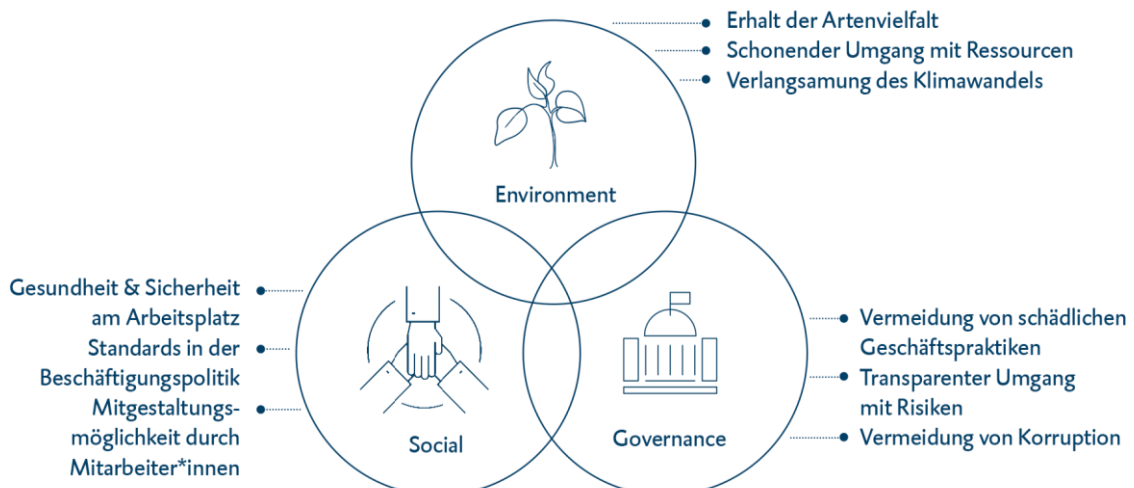 Erhalt der Artenvielfalt
Schonender Umgang mit Ressourcen
Verlangsamung des Klimawandels
Environment
Gesundheit & Sicherheit
am Arbeitsplatz
Standards in der
Beschäftigungspolitik
Mitgestaltungs-
möglichkeit durch
Mitarbeiter*innen
Social
Governance
Vermeidung von schädlichen
Geschäftspraktiken
Transparenter Umgang
mit Risiken
Vermeidung von Korruption